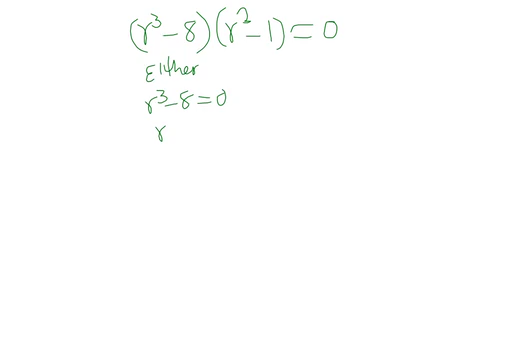 (r³ - 8)(r² - 1) = 0
Either
r³ - 8 = 0
r